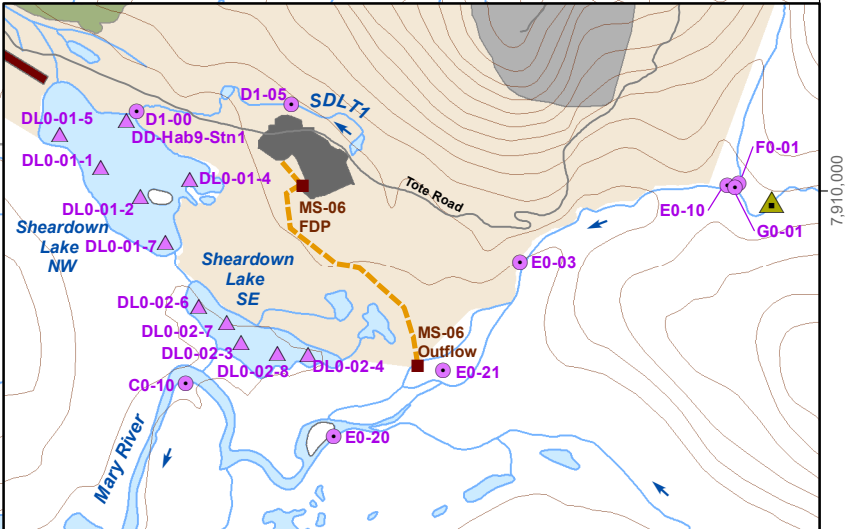 D1-05
SDLT1
DL0-01-5
D1-00
DD-Hab9-Stn1
F0-01
DL0-01-1
DL0-01-4
Tote Road
7,910,000
MS-06
FDP
DL0-01-2
E0-10
G0-01
Sheardown
Lake
NW
DL0-01-7
Sheardown
Lake
SE
E0-03
DL0-02-6
DL0-02-7
MS-06
Outflow
DL0-02-3
DL0-02-8
DL0-02-4
E0-21
C0-10
Mary River
E0-20